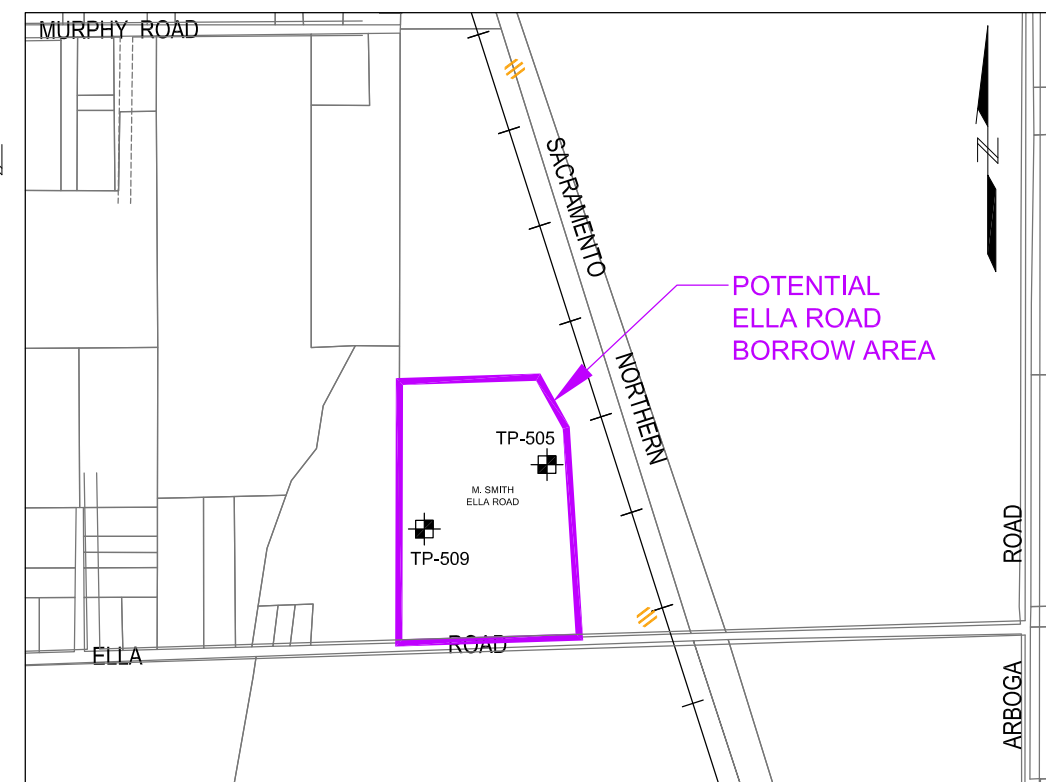 MURPHY ROAD
SACRAMENTO
NORTHERN
N
POTENTIAL
ELLA ROAD
BORROW AREA
TP-505
M. SMITH
ELLA ROAD
TP-509
ELLA ROAD
ARBOGA ROAD